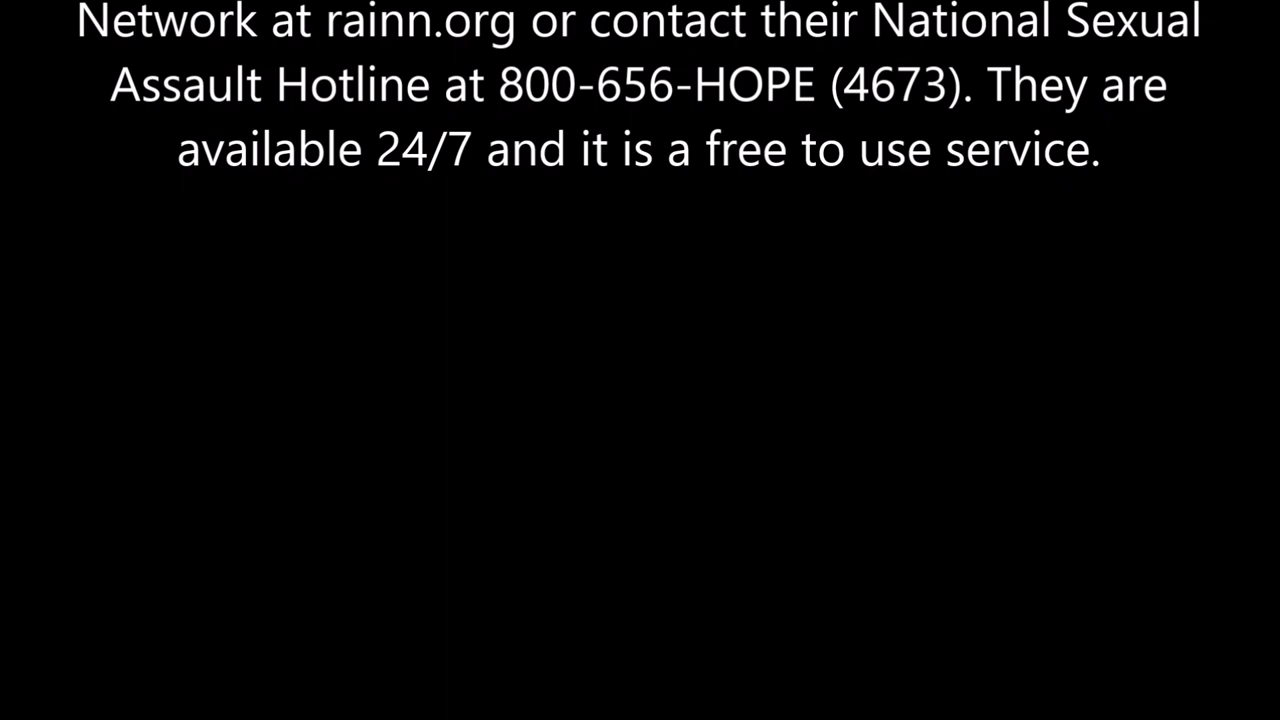 Network at rainn.org or contact their National Sexual
Assault Hotline at 800-656-HOPE (4673). They are
available 24/7 and it is a free to use service.